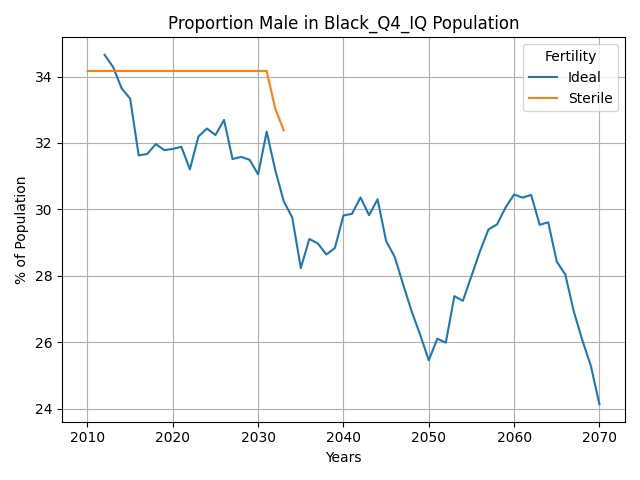 Proportion Male in Black_Q4_IQ Population
Fertility
Ideal
Sterile
% of Population
34
32
30
28
26
24
2010 2020 2030 2040 2050 2060 2070
Years